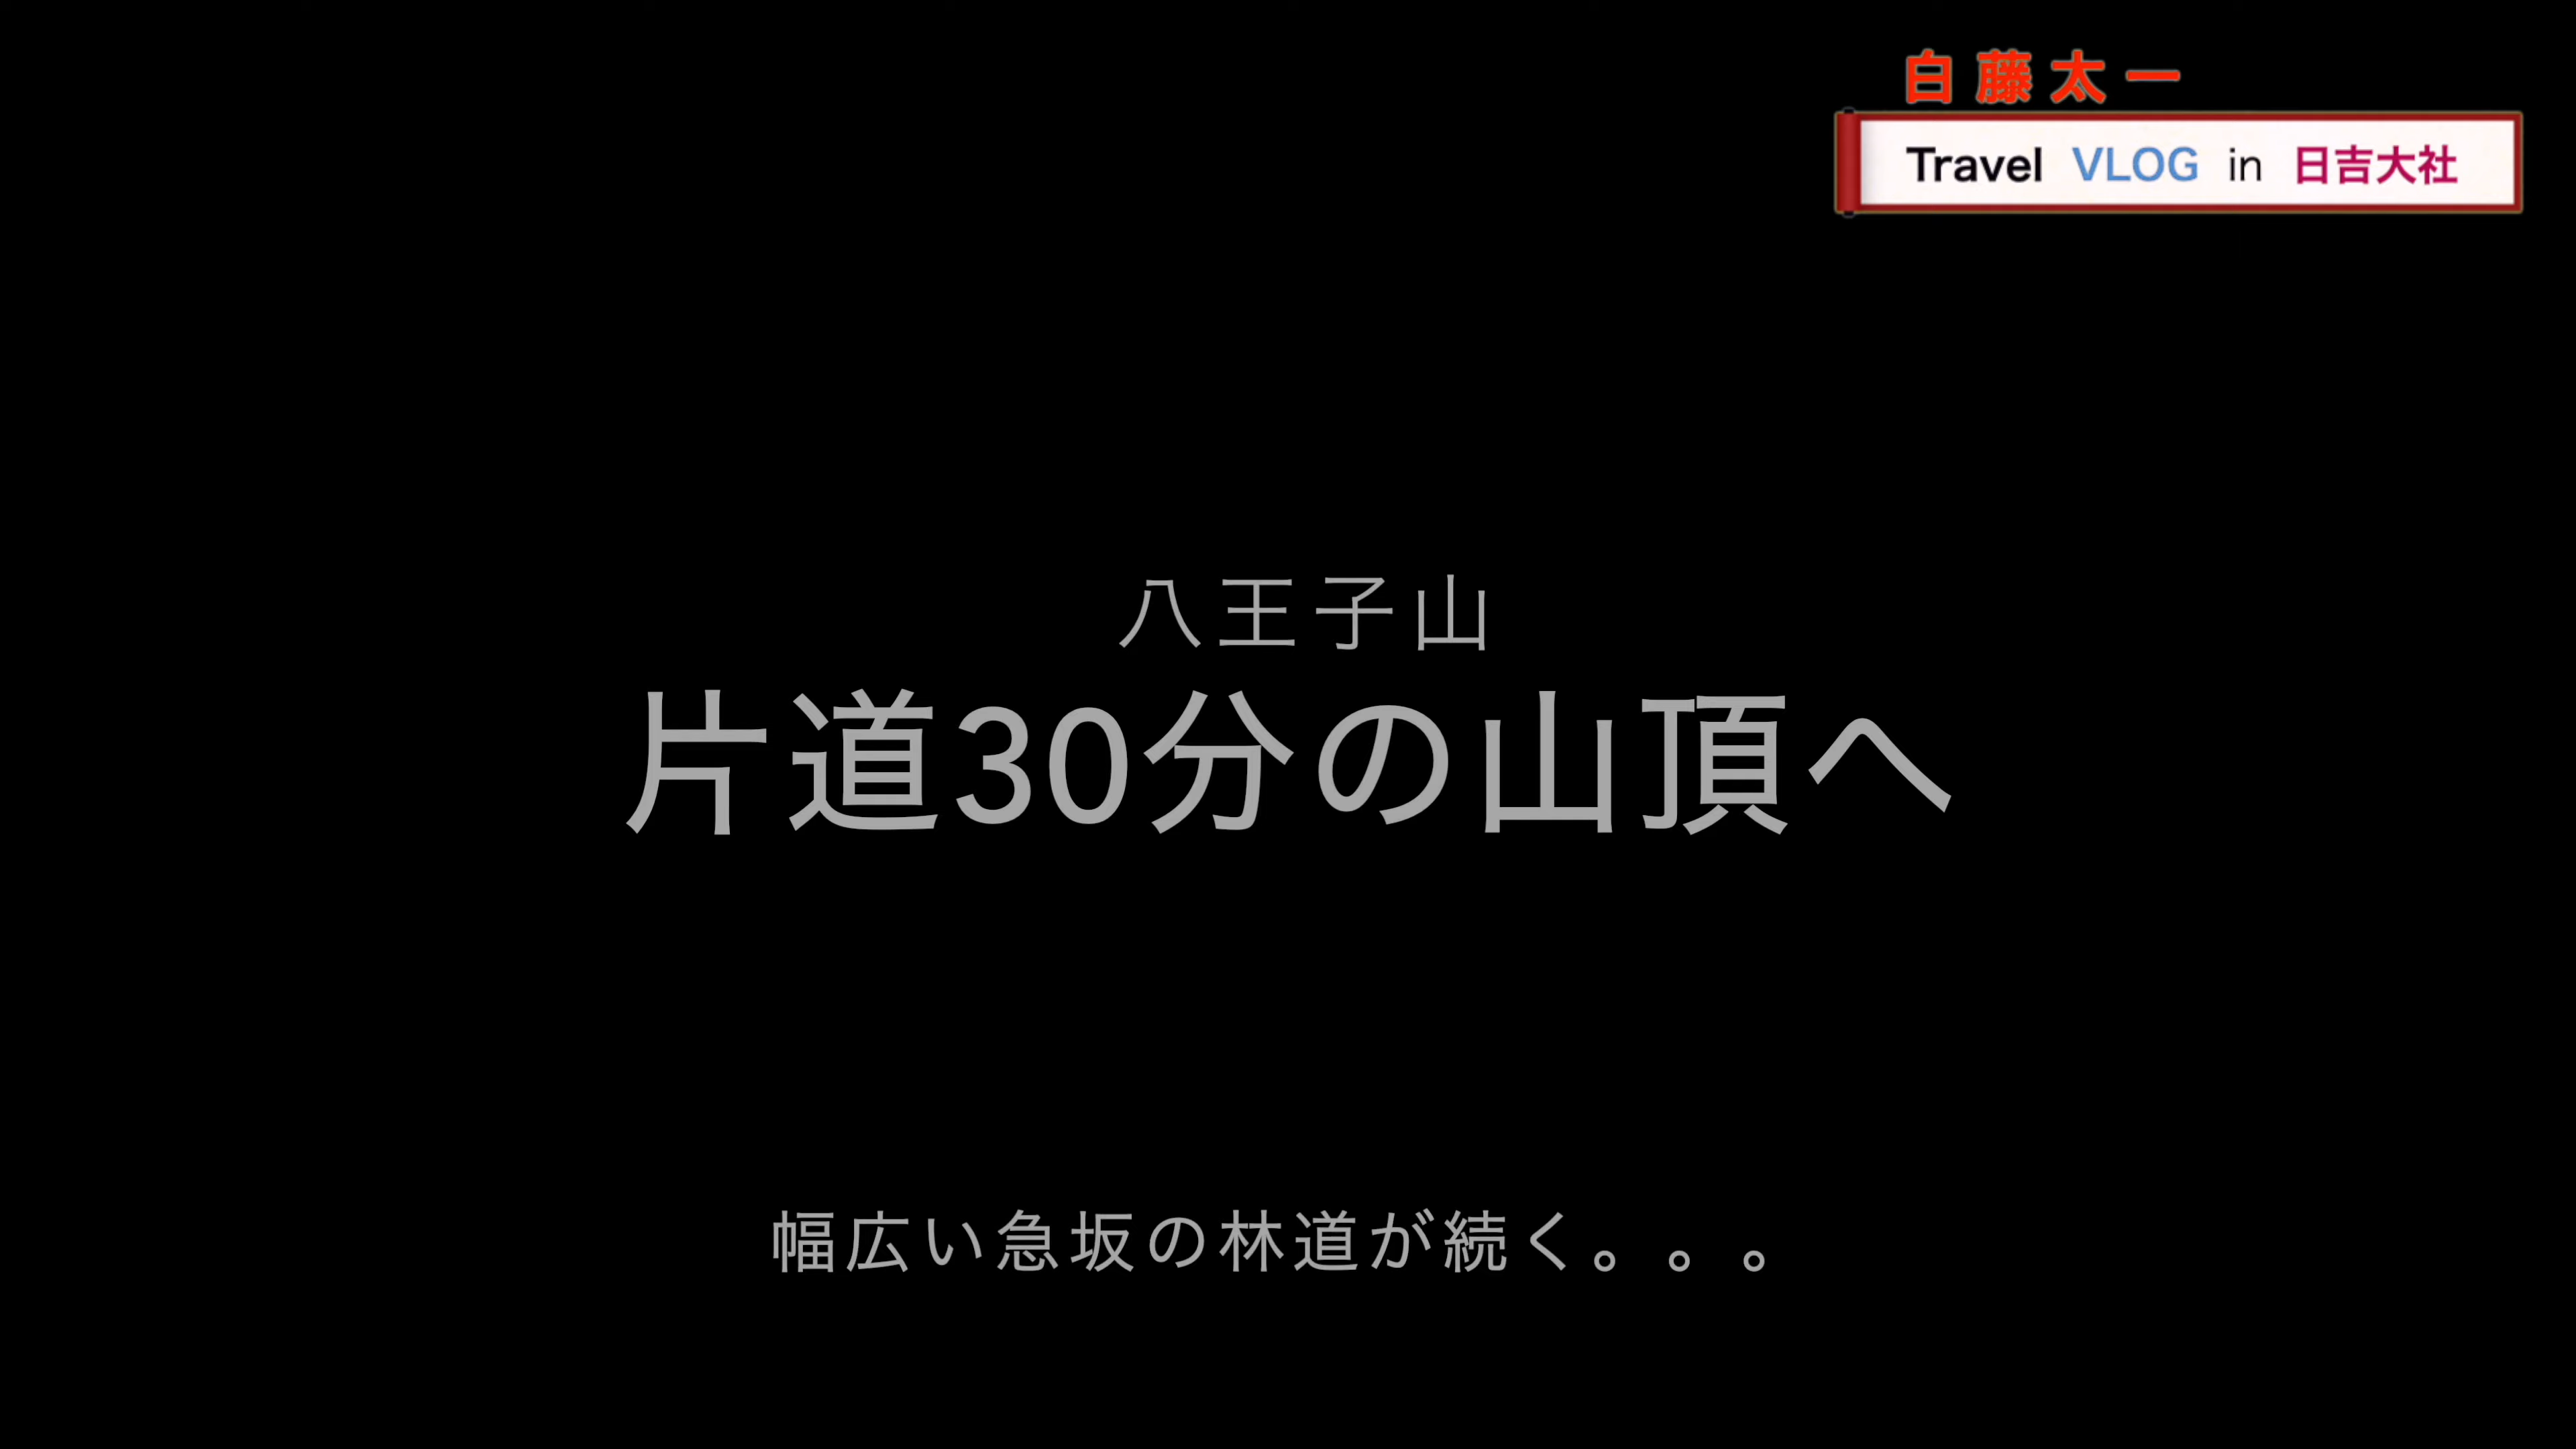 白藤太一
Travel VLOG in 日吉大社
八王子山
片道30分の山頂へ
幅広い急坂の林道が続く。。。